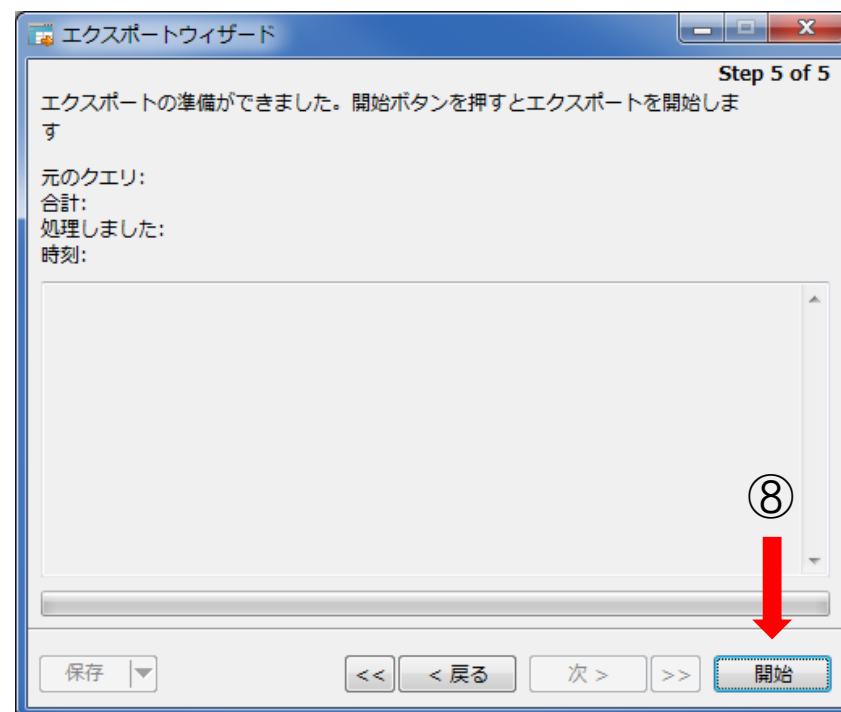 エクスポートウィザード
Step 5 of 5
エクスポートの準備ができました。開始ボタンを押すとエクスポートを開始しま
す
元のクエリ:
合計:
処理しました:
時刻:
⑧
保存
<<
< 戻る
次 >
>>
開始